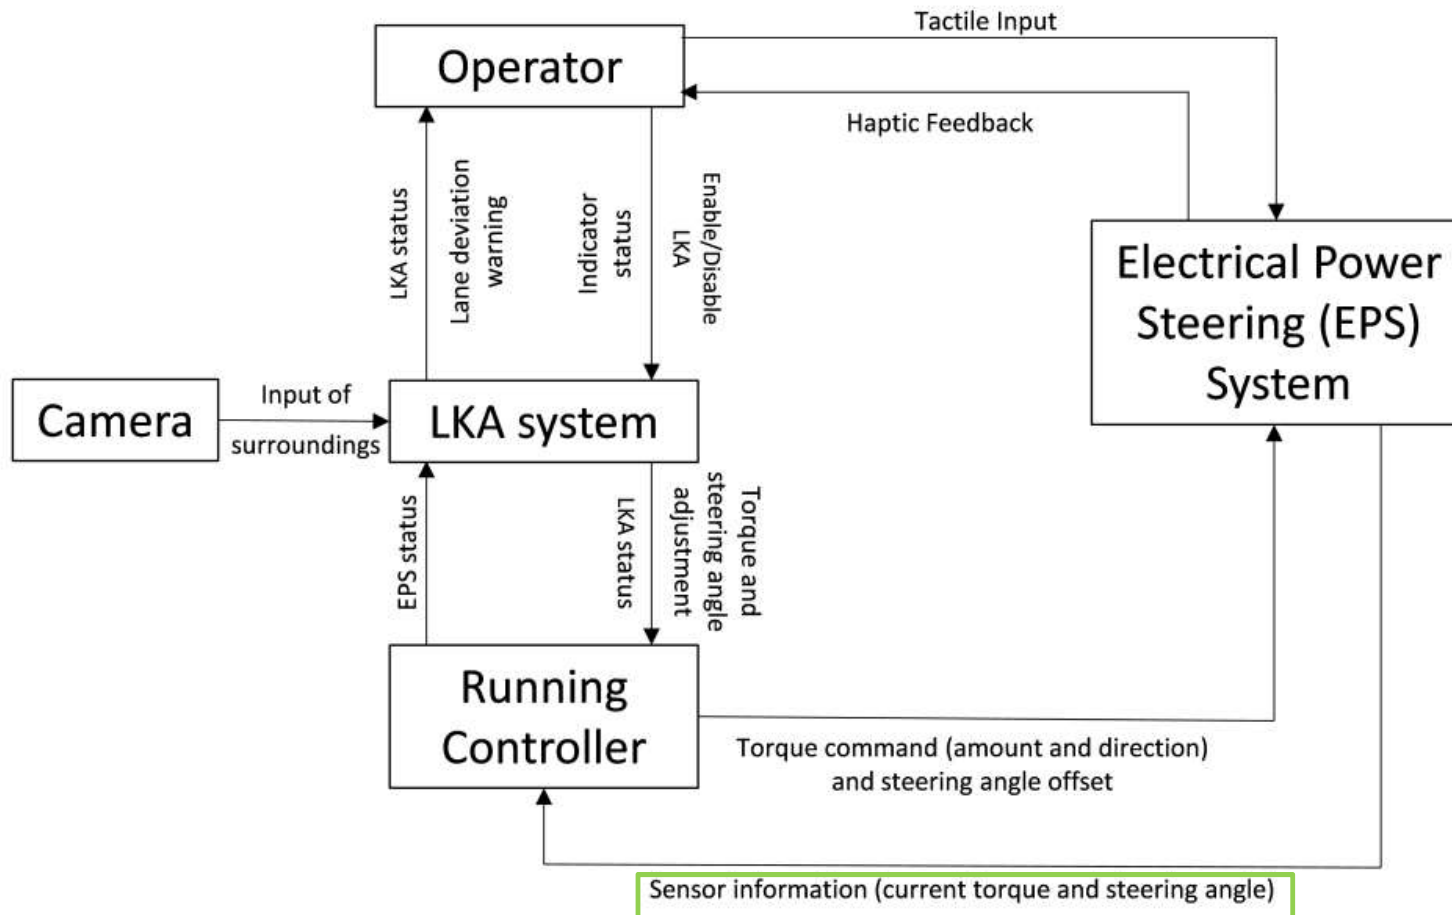 Tactile Input
Operator
Haptic Feedback
LKA status
Lane deviation
warning
Indicator
status
Enable/Disable
LKA
Electrical Power
Steering (EPS)
System
Camera
Input of
surroundings
LKA system
EPS status
LKA status
Torque and
steering angle
adjustment
Running
Controller
Torque command (amount and direction)
and steering angle offset
Sensor information (current torque and steering angle)